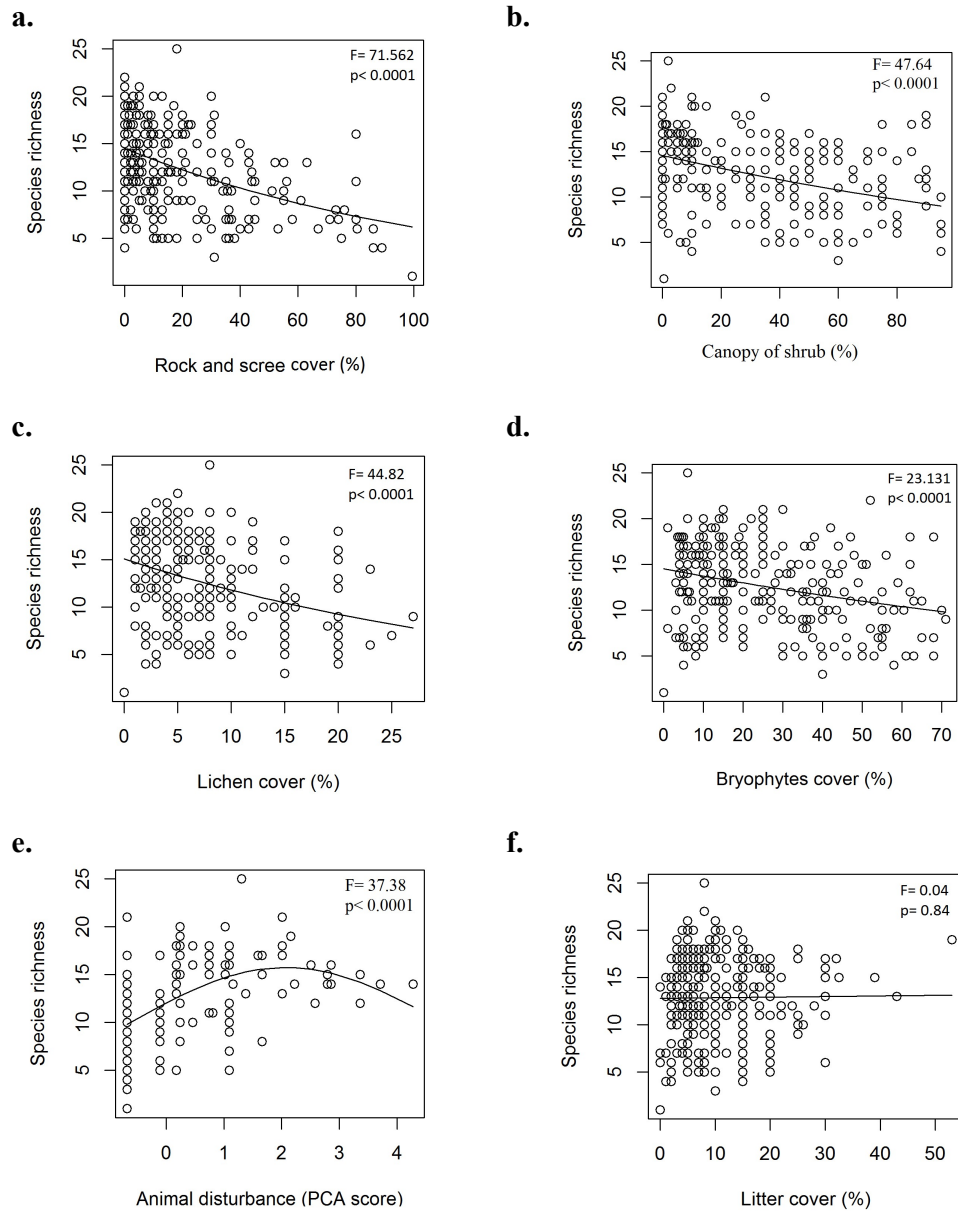 a.
F= 71.562
p< 0.0001
25
20
15
10
5
Species richness
0 20 40 60 80 100
Rock and scree cover (%)
b.
F= 47.64
p< 0.0001
25
20
15
10
5
Species richness
0 20 40 60 80
Canopy of shrub (%)
c.
F= 44.82
p< 0.0001
25
20
15
10
5
Species richness
0 5 10 15 20 25
Lichen cover (%)
d.
F= 23.131
p< 0.0001
25
20
15
10
5
Species richness
0 10 20 30 40 50 60 70
Bryophytes cover (%)
e.
F= 37.38
p< 0.0001
25
20
15
10
5
Species richness
0 1 2 3 4
Animal disturbance (PCA score)
f.
F= 0.04
p= 0.84
25
20
15
10
5
Species richness
0 10 20 30 40 50
Litter cover (%)